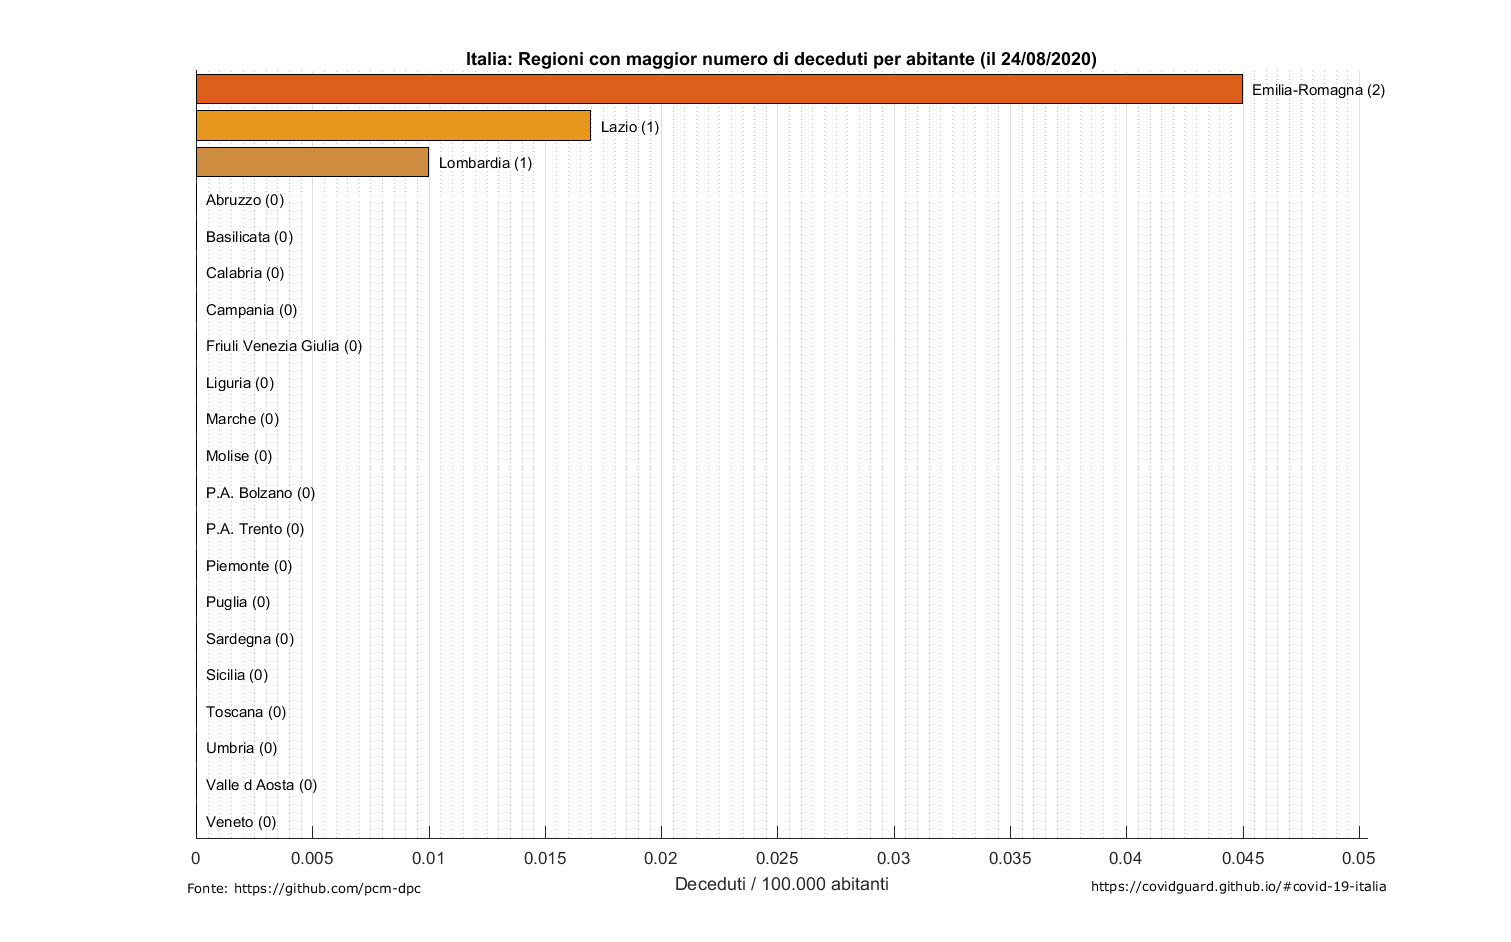 Italia: Regioni con maggior numero di deceduti per abitante (il 24/08/2020)
Emilia-Romagna (2)
Lazio (1)
Lombardia (1)
Abruzzo (0)
Basilicata (0)
Calabria (0)
Campania (0)
Friuli Venezia Giulia (0)
Liguria (0)
Marche (0)
Molise (0)
P.A. Bolzano (0)
P.A. Trento (0)
Piemonte (0)
Puglia (0)
Sardegna (0)
Sicilia (0)
Toscana (0)
Umbria (0)
Valle d Aosta (0)
Veneto (0)
0 0.005 0.01 0.015 0.02 0.025 0.03 0.035 0.04 0.045 0.05
Deceduti / 100.000 abitanti
Fonte: https://github.com/pcm-dpc
https://covidguard.github.io/#covid-19-italia